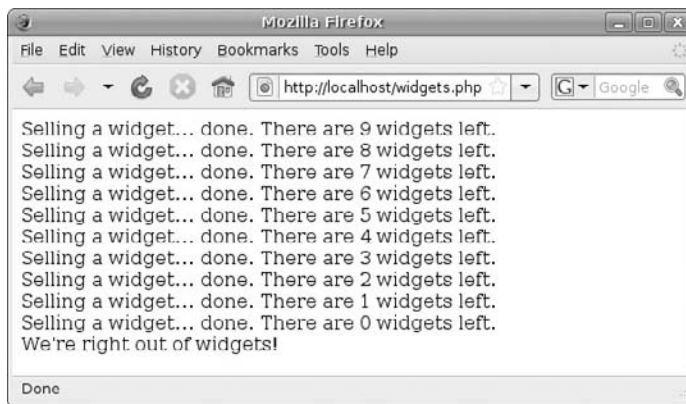 Mozilla Firefox
File Edit View History Bookmarks Tools Help
http://localhost/widgets.php G Google
Selling a widget... done. There are 9 widgets left.
Selling a widget... done. There are 8 widgets left.
Selling a widget... done. There are 7 widgets left.
Selling a widget... done. There are 6 widgets left.
Selling a widget... done. There are 5 widgets left.
Selling a widget... done. There are 4 widgets left.
Selling a widget... done. There are 3 widgets left.
Selling a widget... done. There are 2 widgets left.
Selling a widget... done. There are 1 widgets left.
Selling a widget... done. There are 0 widgets left.
We're right out of widgets!
Done